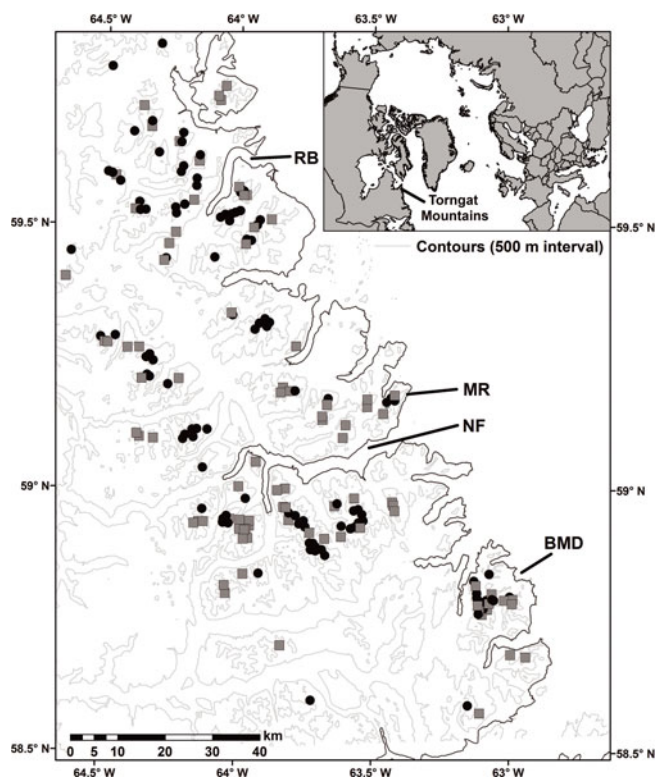 64.5° W
64° W
63.5° W
63° W
RB
Torngat
Mountains
59.5° N
59.5° N
Contours (500 m interval)
MR
NF
59° N
59° N
BMD
58.5° N
58.5° N
km
0 5 10 20 30 40
64.5° W
64° W
63.5° W
63° W